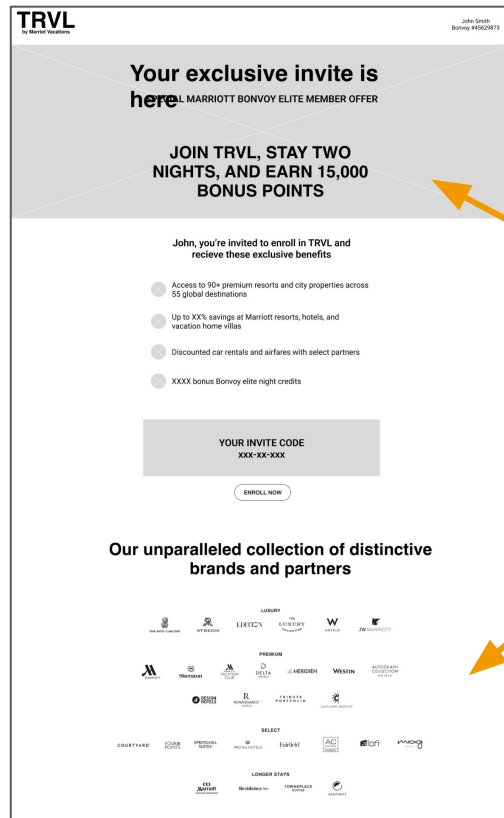 TRVL
by Marriot Vacations
John Smith
Bonvoy #45629873
Your exclusive invite is
here
SPECIAL MARRIOTT BONVOY ELITE MEMBER OFFER
JOIN TRVL, STAY TWO
NIGHTS, AND EARN 15,000
BONUS POINTS
John, you're invited to enroll in TRVL and
recieve these exclusive benefits
Access to 90+ premium resorts and city properties across
55 global destinations
Up to XX% savings at Marriott resorts, hotels, and
vacation home villas
Discounted car rentals and airfares with select partners
XXXX bonus Bonvoy elite night credits
YOUR INVITE CODE
xxx-xx-xxx
ENROLL NOW
Our unparalleled collection of distinctive
brands and partners
LUXURY
THE RITZ-CARLTON
ST REGIS
EDITION
THE
LUXURY
COLLECTION
W
HOTELS
JW MARRIOTT
PREMIUM
MARRIOTT
Sheraton
MARRIOTT
VACATION
CLUB
DELTA
HOTELS
LE MERIDIEN
WESTIN
AUTOGRAPH
COLLECTION
HOTELS
DESIGN
HOTELS
R
RENAISSANCE
HOTELS
TRIBUTE
PORTFOLIO
GAYLORD HOTELS
SELECT
COURTYARD
FOUR
POINTS
SPRINGHILL
SUITES
PROTEA HOTELS
Fairfield
AC
HOTELS
MARRIOTT
aloft
moxy
LONGER STAYS
Marriott
Residence INN
TOWNEPLACE
SUITES
element